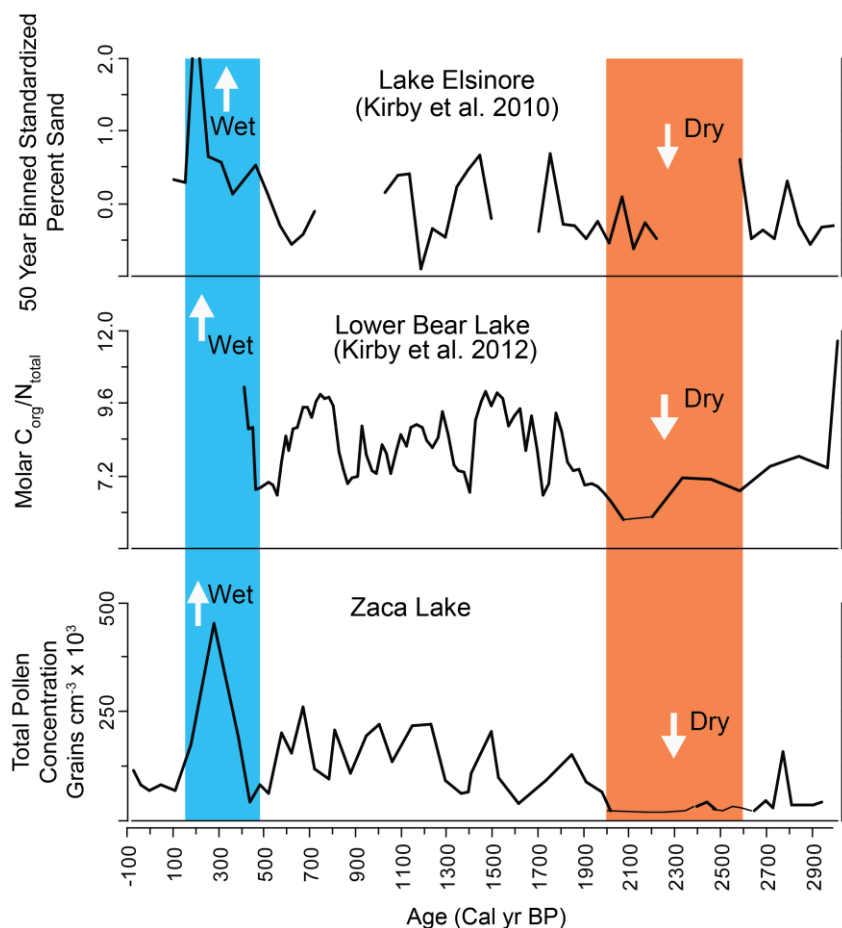 50 Year Binned Standardized
Percent Sand
2.0
1.0
0.0
Lake Elsinore
(Kirby et al. 2010)
Wet
Dry
Molar C_org/N_total
12.0
9.6
7.2
Lower Bear Lake
(Kirby et al. 2012)
Wet
Dry
Total Pollen
Concentration
Grains cm⁻³ x 10³
500
250
0
Zaca Lake
Wet
Dry
-100
100
300
500
700
900
1100
1300
1500
1700
1900
2100
2300
2500
2700
2900
Age (Cal yr BP)